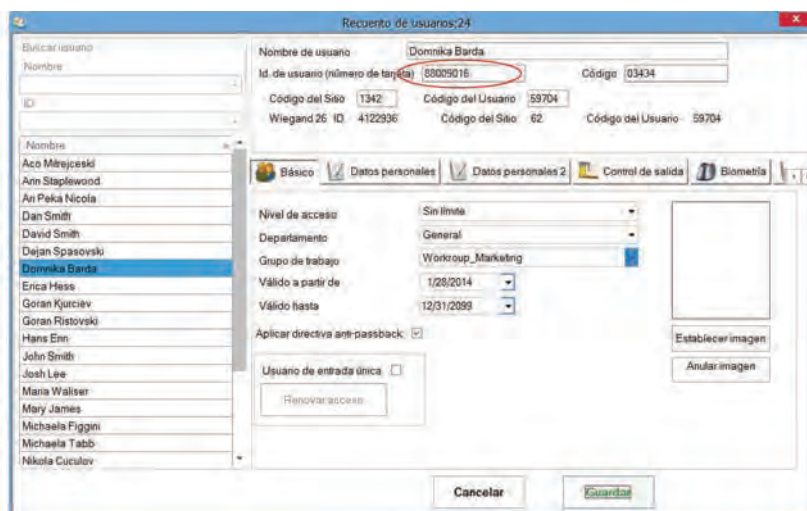 Recuento de usuarios:24
x
Buscar usuario
Nombre
ID
Nombre
Aco Mitrejceski
Ann Staplewood
Ari Peka Nicola
Dan Smith
David Smith
Dejan Spasovski
Domnika Barda
Erica Hess
Goran Kjurciev
Goran Ristovski
Hans Enn
John Smith
Josh Lee
Maria Waliser
Mary James
Michaela Figgini
Michaela Tabb
Nikola Cuculov
Nombre de usuario Domnika Barda
Id. de usuario (número de tarjeta) 88005016 Código 03434
Código del Sitio 1342 Código del Usuario 59704
Wiegand 26 ID 4122936 Código del Sitio 62 Código del Usuario 59704
Básico Datos personales Datos personales 2 Control de salida Biometría
Nivel de acceso Sin límite
Departamento General
Grupo de trabajo Workroup_Marketing
Válido a partir de 1/28/2014
Válido hasta 12/31/2099
Aplicar directiva anti-passback
Usuario de entrada única
Renovar acceso
Establecer imagen
Anular imagen
Cancelar Guardar